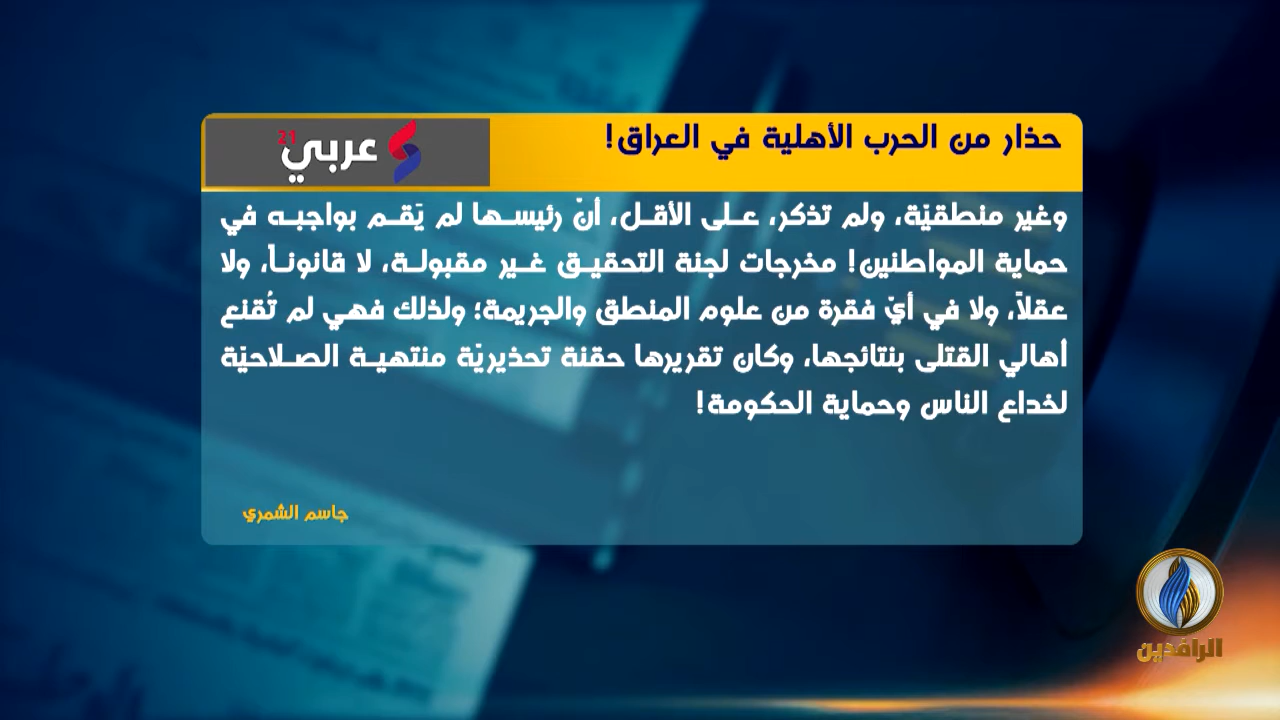 حذار من الحرب الأهلية في العراق!
عربي 21
وغير منطقيّة، ولم تذكر، على الأقل، أنّ رئيسها لم يَقم بواجبه في
حماية المواطنين! مخرجات لجنة التحقيق غير مقبولة، لا قانوناً، ولا
عقلاً، ولا في أيّ فقرة من علوم المنطق والجريمة؛ ولذلك فهي لم تُقنع
أهالي القتلى بنتائجها، وكان تقريرها حقنة تحذيريّة منتهية الصلاحيّة
لخداع الناس وحماية الحكومة!
جاسم الشمري
الرافدين